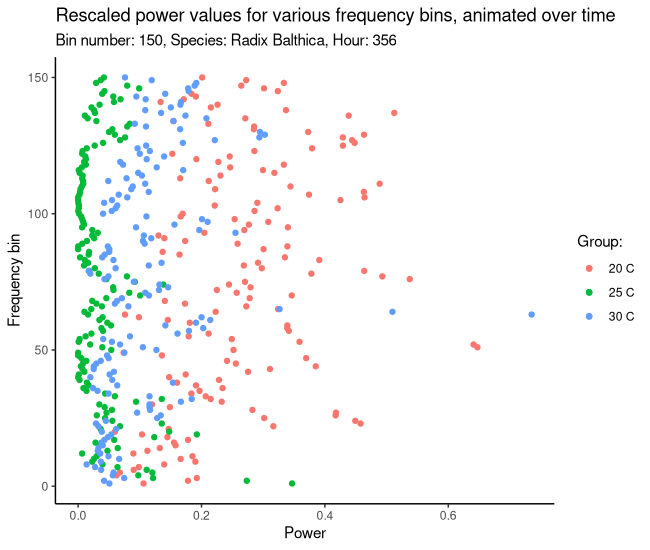 Rescaled power values for various frequency bins, animated over time
Bin number: 150, Species: Radix Balthica, Hour: 356
150
100
50
0
Frequency bin
0.0 0.2 0.4 0.6
Power
Group:
20 C
25 C
30 C